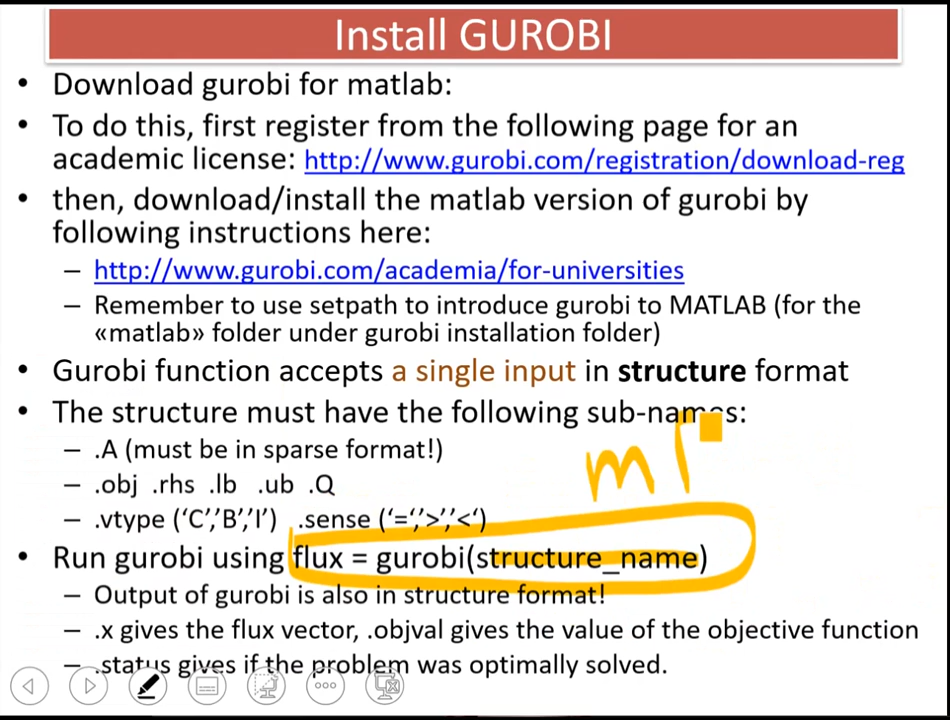 Install GUROBI
• Download gurobi for matlab:
• To do this, first register from the following page for an
academic license: http://www.gurobi.com/registration/download-reg
• then, download/install the matlab version of gurobi by
following instructions here:
– http://www.gurobi.com/academia/for-universities
– Remember to use setpath to introduce gurobi to MATLAB (for the
«matlab» folder under gurobi installation folder)
• Gurobi function accepts a single input in structure format
• The structure must have the following sub-names:
– .A (must be in sparse format!)
– .obj .rhs .lb .ub .Q
– .vtype (‘C’,’B’,’I’) .sense (‘=‘,’>’,’<‘)
• Run gurobi using flux = gurobi(structure_name)
– Output of gurobi is also in structure format!
– .x gives the flux vector, .objval gives the value of the objective function
– .status gives if the problem was optimally solved.